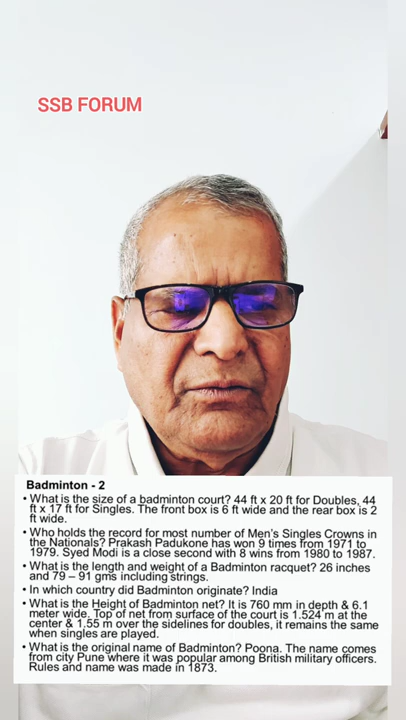 SSB FORUM
Badminton - 2
• What is the size of a badminton court? 44 ft x 20 ft for Doubles, 44
ft x 17 ft for Singles. The front box is 6 ft wide and the rear box is 2
ft wide.
• Who holds the record for most number of Men's Singles Crowns in
the Nationals? Prakash Padukone has won 9 times from 1971 to
1979. Syed Modi is a close second with 8 wins from 1980 to 1987.
• What is the length and weight of a Badminton racquet? 26 inches
and 79 – 91 gms including strings.
• In which country did Badminton originate? India
• What is the Height of Badminton net? It is 760 mm in depth & 6.1
meter wide. Top of net from surface of the court is 1.524 m at the
center & 1.55 m over the sidelines for doubles, it remains the same
when singles are played.
• What is the original name of Badminton? Poona. The name comes
from city Pune where it was popular among British military officers.
Rules and name was made in 1873.